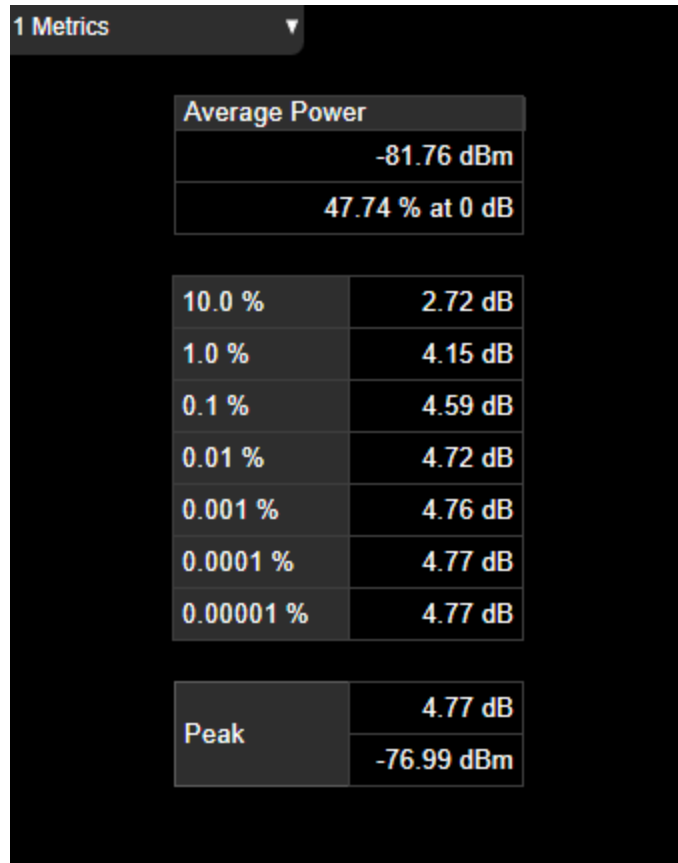 1 Metrics
Average Power
-81.76 dBm
47.74 % at 0 dB
10.0 % 2.72 dB
1.0 % 4.15 dB
0.1 % 4.59 dB
0.01 % 4.72 dB
0.001 % 4.76 dB
0.0001 % 4.77 dB
0.00001 % 4.77 dB
Peak 4.77 dB
-76.99 dBm